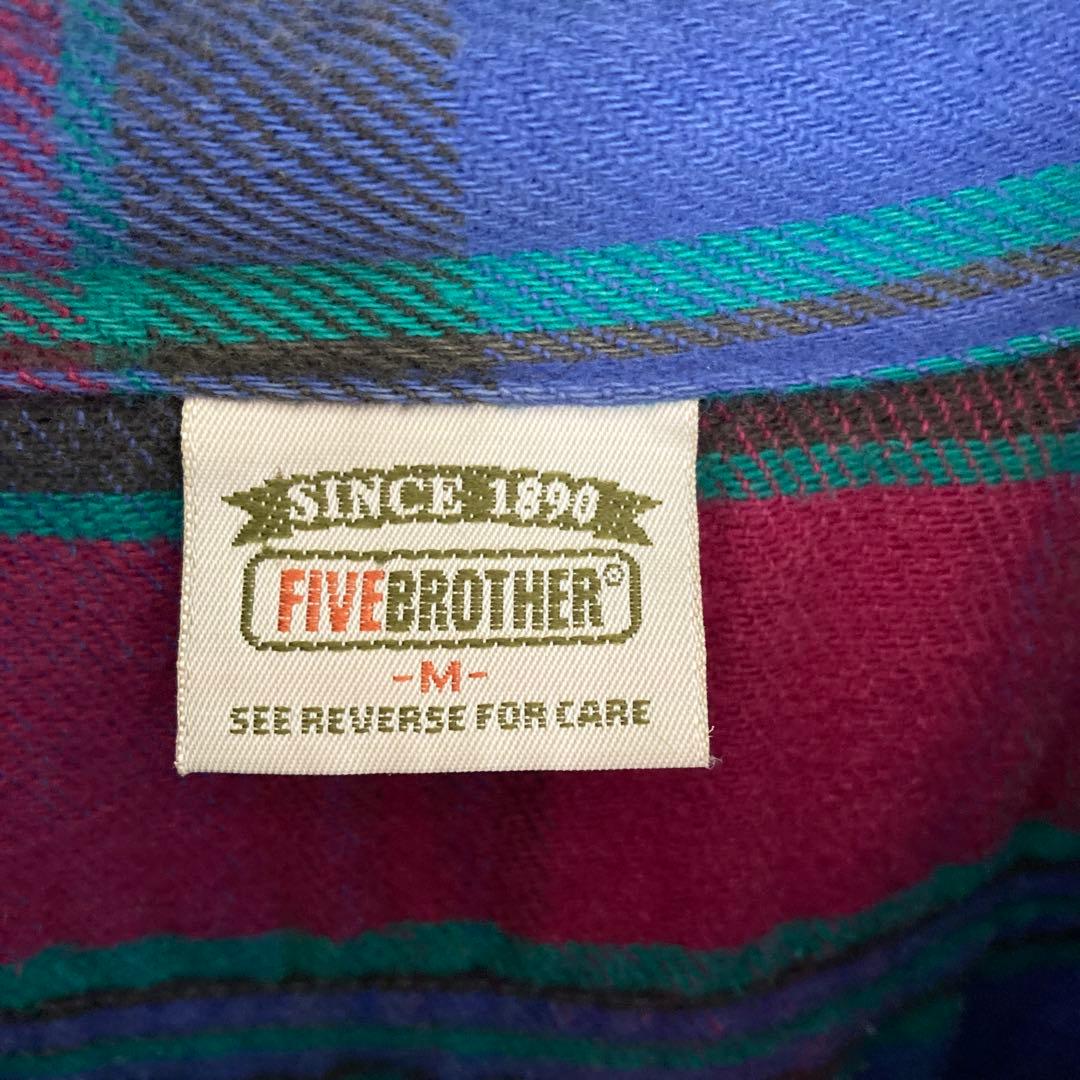 SINCE 1890
FIVEBROTHER®
-M-
SEE REVERSE FOR CARE